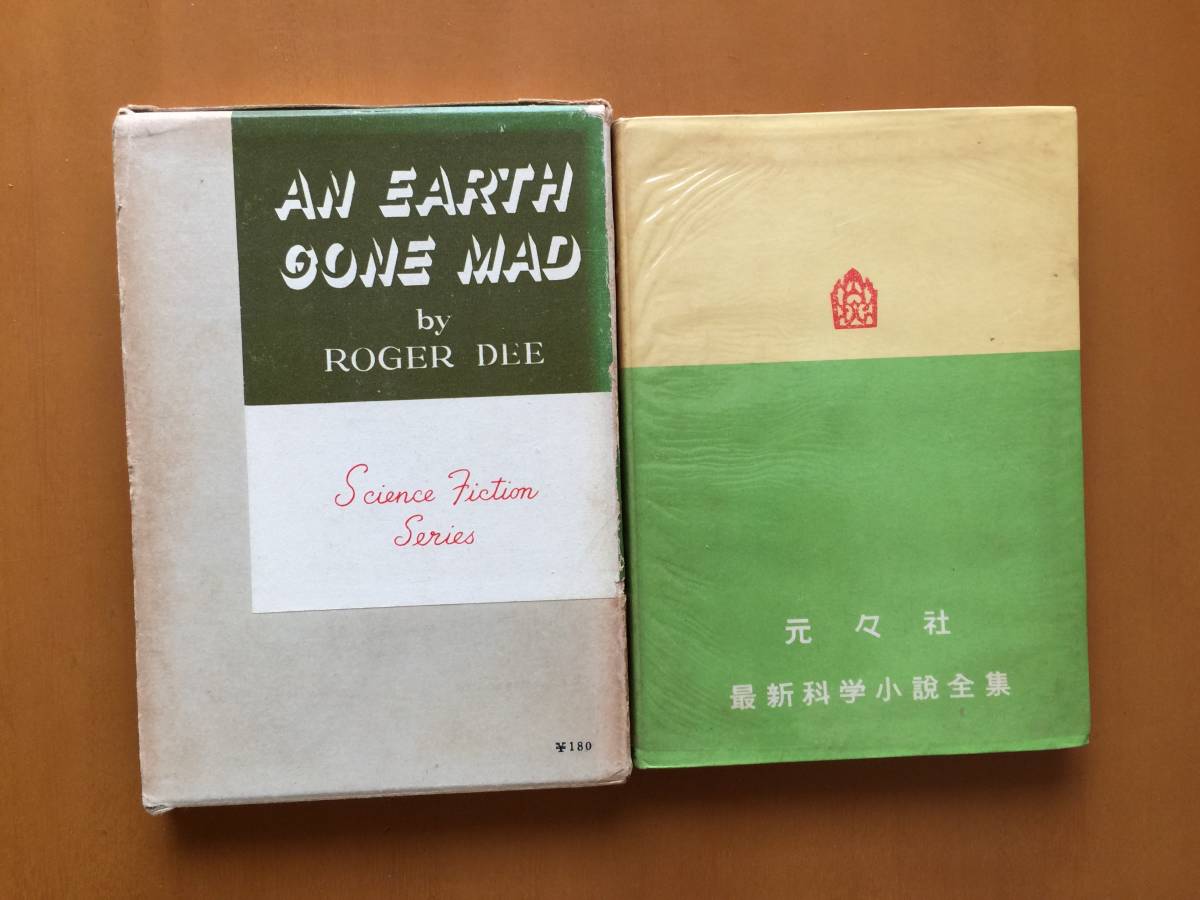 AN EARTH
GONE MAD
by
ROGER DEE
Science Fiction
Series
¥180
元々社
最新科学小説全集